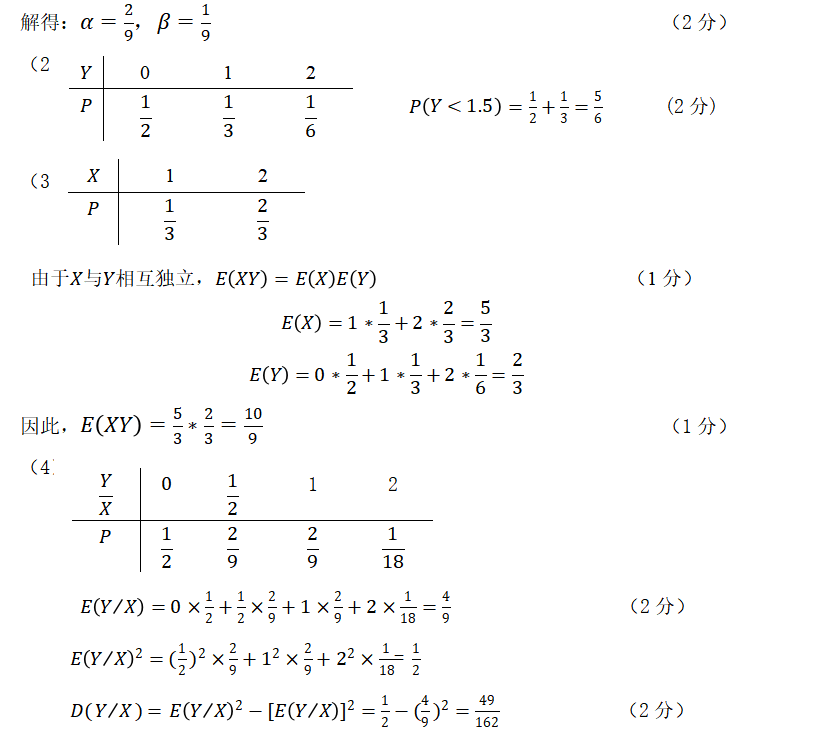 解得：α = 2/9，β = 1/9 （2 分）
（2
Y 0 1 2
P 1/2 1/3 1/6
P(Y < 1.5) = 1/2 + 1/3 = 5/6 (2 分)
（3
X 1 2
P 1/3 2/3
由于X与Y相互独立，E(XY) = E(X)E(Y) （1 分）
E(X) = 1 * 1/3 + 2 * 2/3 = 5/3
E(Y) = 0 * 1/2 + 1 * 1/3 + 2 * 1/6 = 2/3
因此，E(XY) = 5/3 * 2/3 = 10/9 （1 分）
（4
Y/X 0 1/2 1 2
P 1/2 2/9 2/9 1/18
E(Y/X) = 0 × 1/2 + 1/2 × 2/9 + 1 × 2/9 + 2 × 1/18 = 4/9 （2 分）
E(Y/X)² = (1/2)² × 2/9 + 1² × 2/9 + 2² × 1/18 = 1/2
D(Y/X) = E(Y/X)² − [E(Y/X)]² = 1/2 − (4/9)² = 49/162 （2 分）